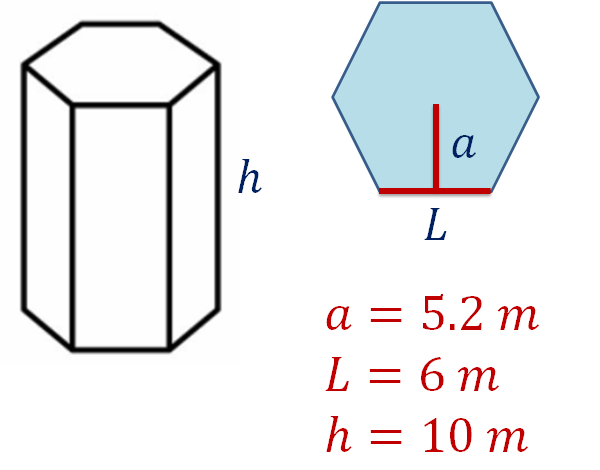 h
a
L
a = 5.2 m
L = 6 m
h = 10 m